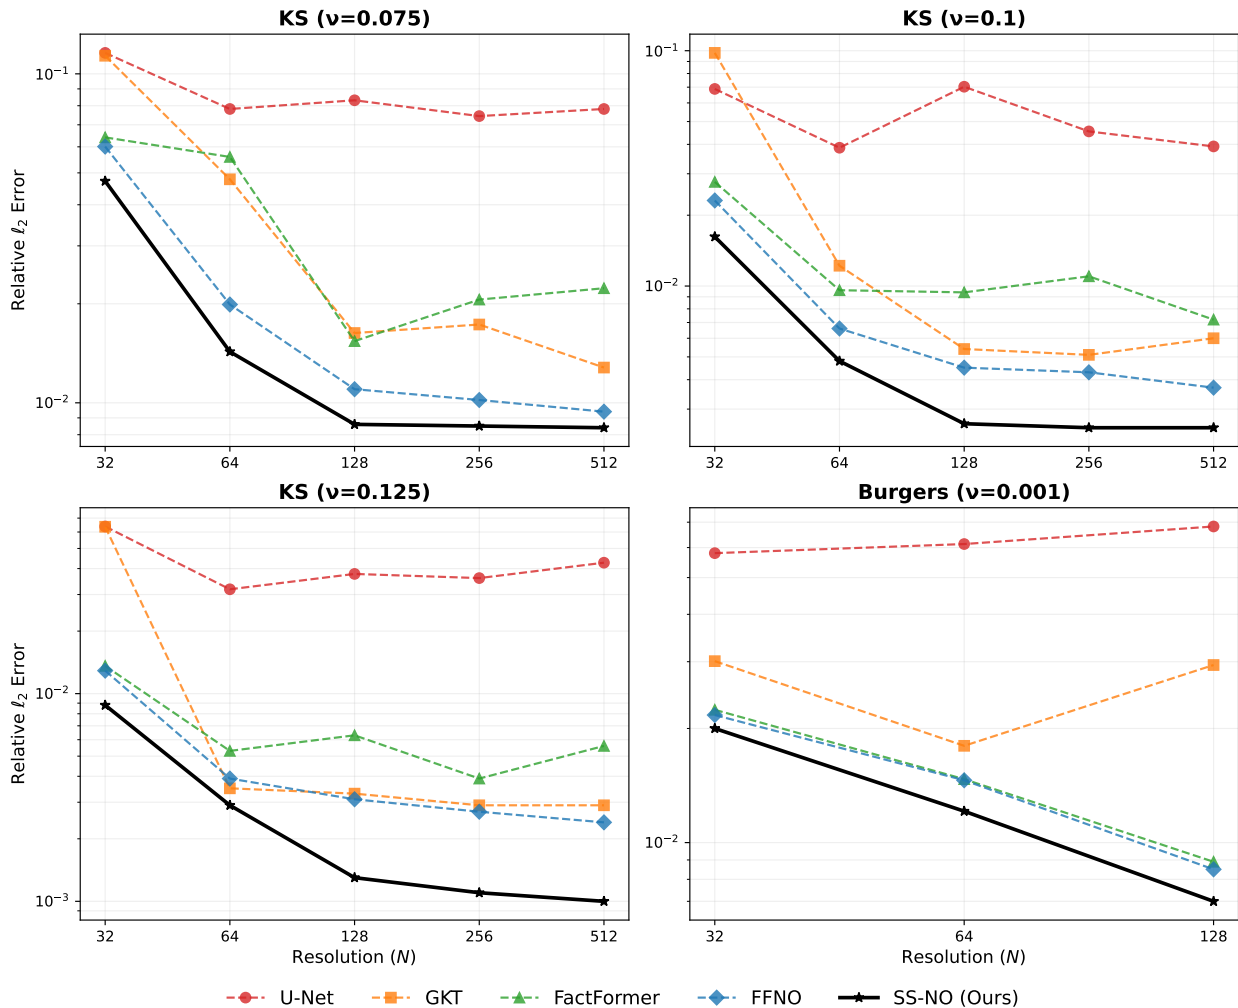 KS (ν=0.075)
KS (ν=0.1)
Relative ℓ₂ Error
10⁻¹
10⁻²
32 64 128 256 512
10⁻¹
10⁻²
32 64 128 256 512
KS (ν=0.125)
Burgers (ν=0.001)
Relative ℓ₂ Error
10⁻²
10⁻³
32 64 128 256 512
Resolution (N)
10⁻²
32 64 128
Resolution (N)
U-Net GKT FactFormer FFNO SS-NO (Ours)